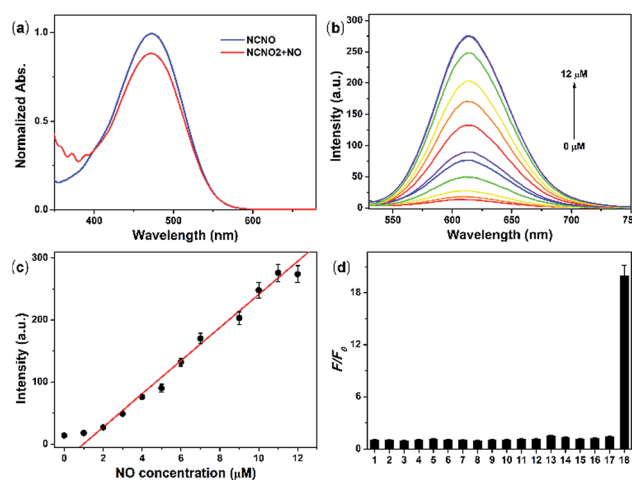 (a)
NCNO
NCNO2+NO
Normalized Abs.
1.0
0.5
0.0
400 500 600
Wavelength (nm)
(b)
Intensity (a.u.)
300
250
200
150
100
50
0
12 μM
0 μM
550 600 650 700 750
Wavelength (nm)
(c)
Intensity (a.u.)
300
200
100
0
0 2 4 6 8 10 12
NO concentration (μM)
(d)
F/F0
21
18
12
6
0
1 2 3 4 5 6 7 8 9 10 11 12 13 14 15 16 17 18